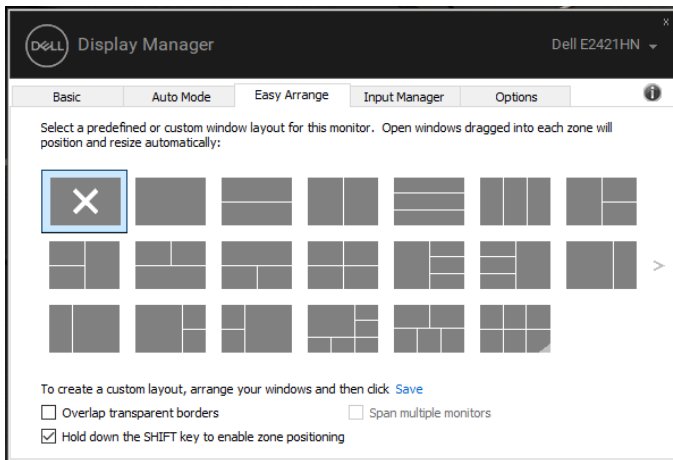 x
DELL Display Manager Dell E2421HN
Basic Auto Mode Easy Arrange Input Manager Options i
Select a predefined or custom window layout for this monitor. Open windows dragged into each zone will
position and resize automatically:
>
To create a custom layout, arrange your windows and then click Save
Overlap transparent borders Span multiple monitors
Hold down the SHIFT key to enable zone positioning